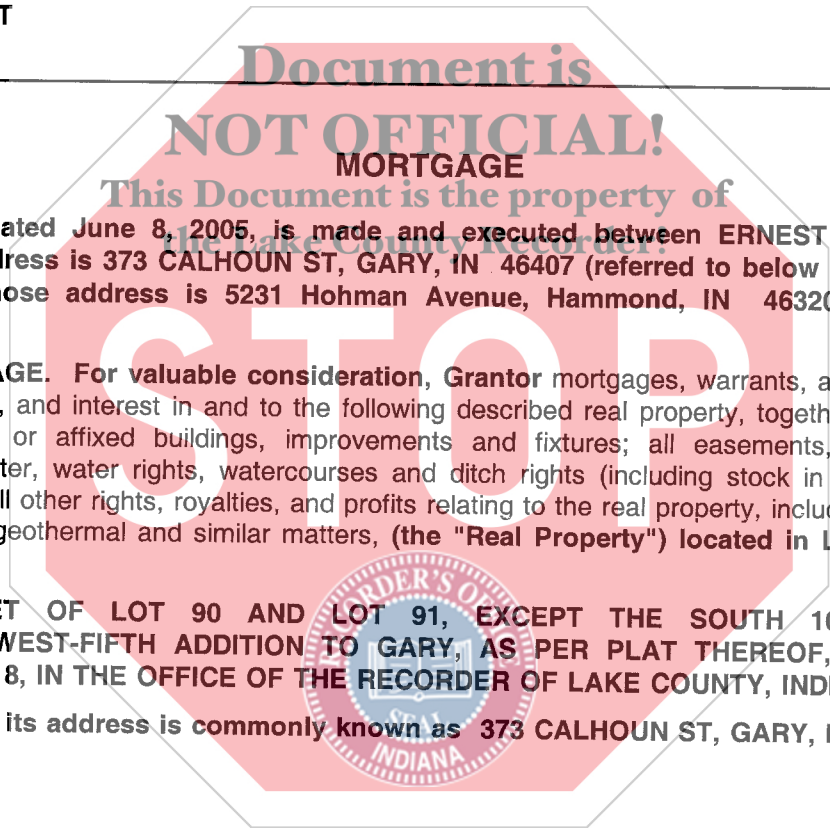 T
Document is
NOT OFFICIAL!
MORTGAGE
This Document is the property of
ated June 8, 2005, is made and executed between ERNEST
the Lake County Recorder!
ress is 373 CALHOUN ST, GARY, IN 46407 (referred to below
ose address is 5231 Hohman Avenue, Hammond, IN 46320
STOP
GE. For valuable consideration, Grantor mortgages, warrants, a
, and interest in and to the following described real property, togeth
or affixed buildings, improvements and fixtures; all easements,
ter, water rights, watercourses and ditch rights (including stock in
ll other rights, royalties, and profits relating to the real property, inclu
geothermal and similar matters, (the "Real Property") located in L
ET OF LOT 90 AND LOT 91, EXCEPT THE SOUTH 10
WEST-FIFTH ADDITION TO GARY, AS PER PLAT THEREOF,
8, IN THE OFFICE OF THE RECORDER OF LAKE COUNTY, INDI
its address is commonly known as 373 CALHOUN ST, GARY, I
RECORDER'S OFFICE
SEAL
INDIANA